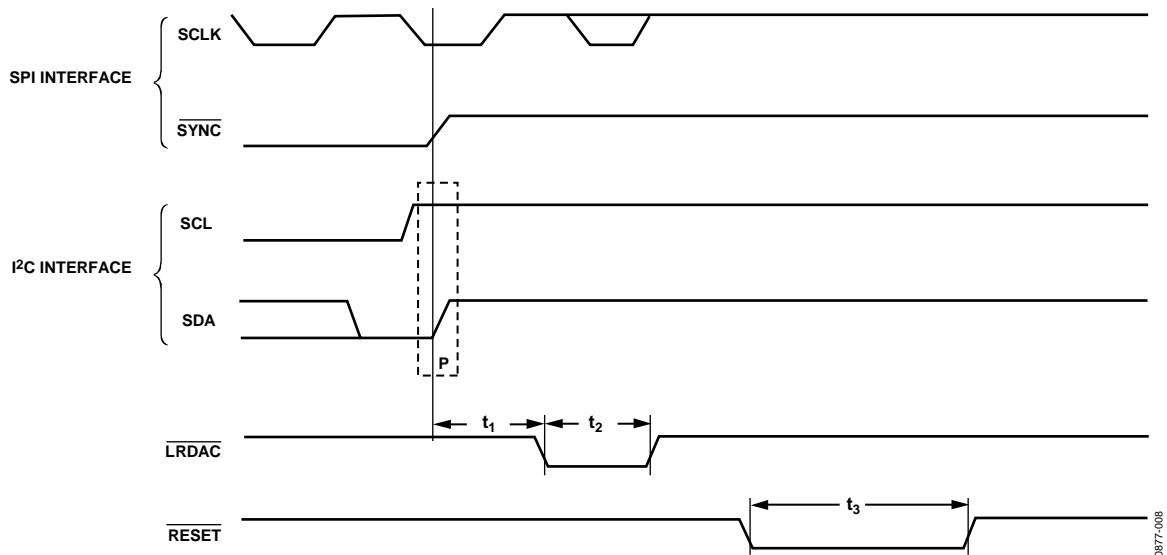 SCLK
SPI INTERFACE
SYNC
SCL
I²C INTERFACE
SDA
P
t₁
t₂
LRDAC
t₃
RESET